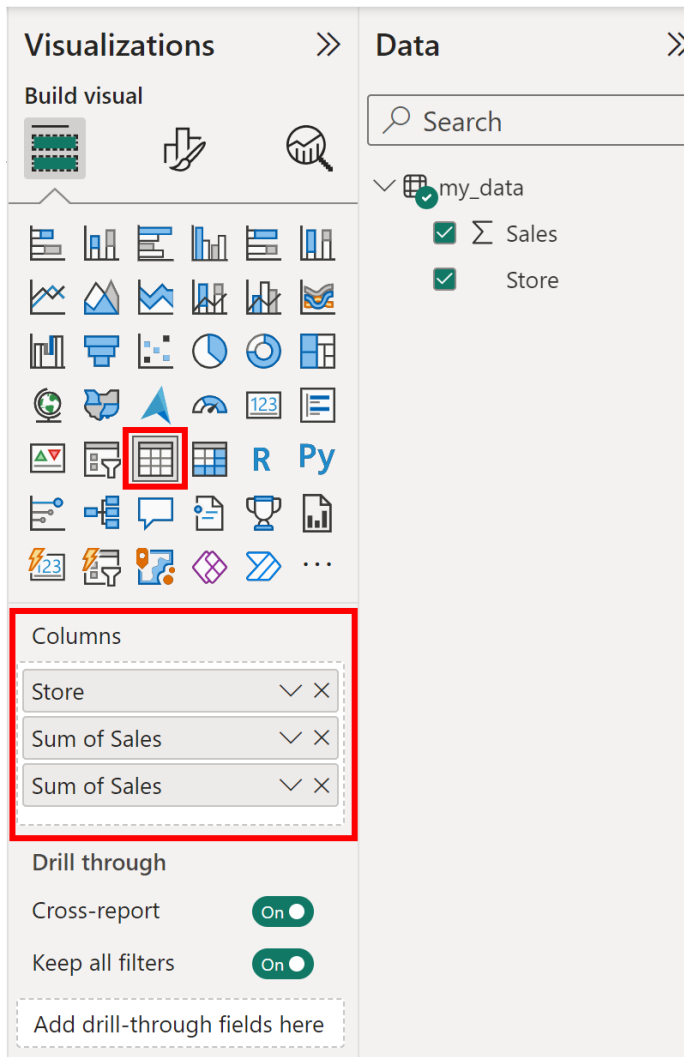 Visualizations
Build visual
123
R
Py
123
Columns
Store
Sum of Sales
Sum of Sales
Drill through
Cross-report
On
Keep all filters
On
Add drill-through fields here
Data
Search
my_data
Σ Sales
Store